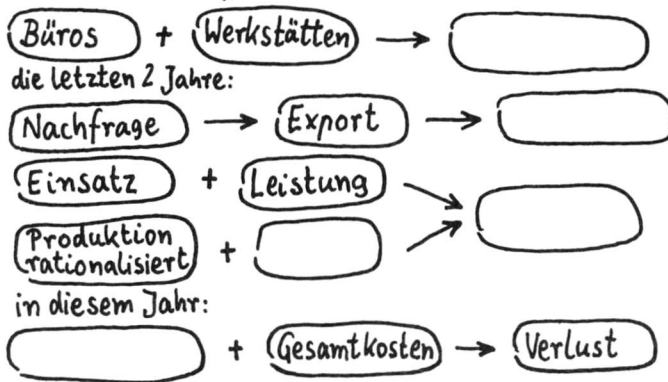 Büros + Werkstätten →
die letzten 2 Jahre:
Nachfrage → Export →
Einsatz + Leistung
Produktion
rationalisiert +
in diesem Jahr:
+ Gesamtkosten → Verlust